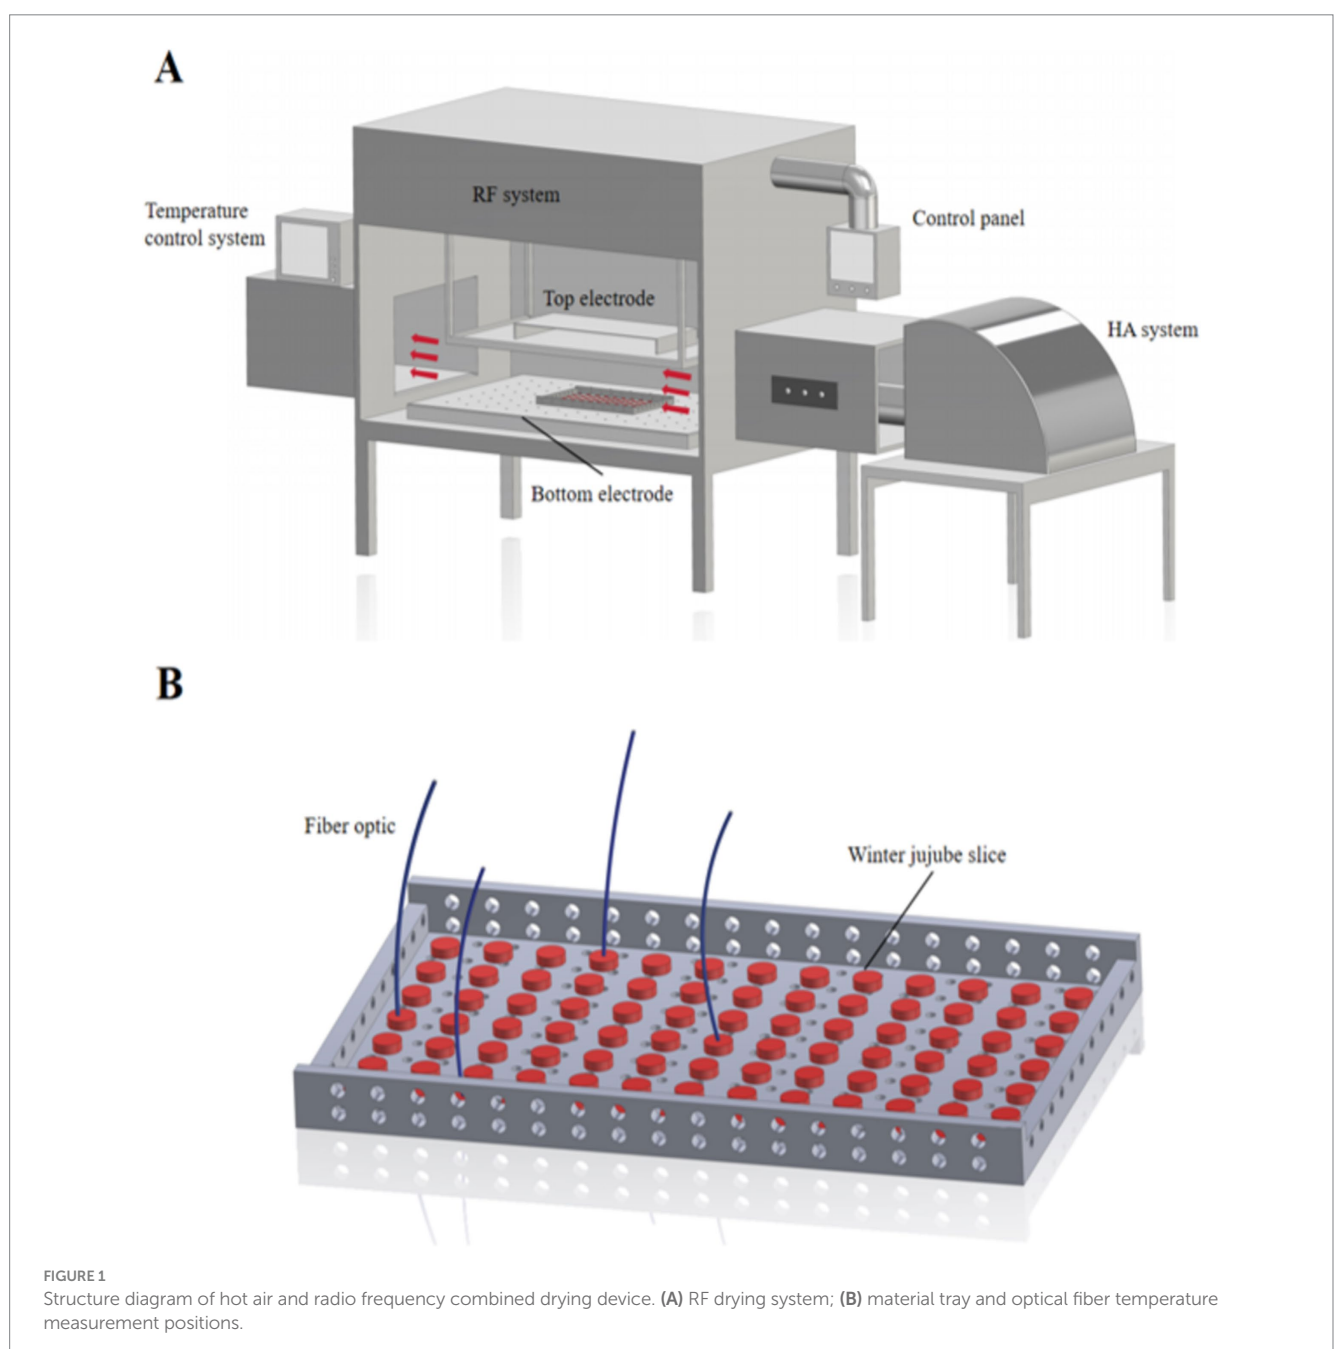 A
RF system
Temperature
control system
Control panel
Top electrode
HA system
Bottom electrode
B
Fiber optic
Winter jujube slice
FIGURE 1
Structure diagram of hot air and radio frequency combined drying device. (A) RF drying system; (B) material tray and optical fiber temperature
measurement positions.